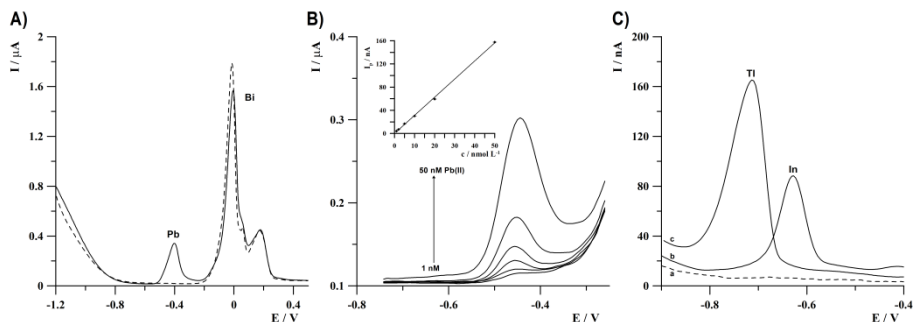 A)
I / μA
2
1.6
1.2
0.8
0.4
0
-1.2
-0.8
-0.4
0
0.4
E / V
Pb
Bi
B)
I / μA
0.5
0.4
0.3
0.2
0.1
-0.8
-0.6
-0.4
E / V
Ip / nA
160
120
80
40
0
0
10
20
30
40
50
c / nmol L⁻¹
50 nM Pb(II)
1 nM
C)
I / nA
200
160
120
80
40
0
-0.8
-0.6
-0.4
E / V
Tl
In
c
b
a